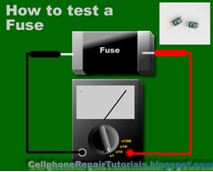 How to test a
Fuse
Fuse
CellphoneRepairTutorials.blogspot.com